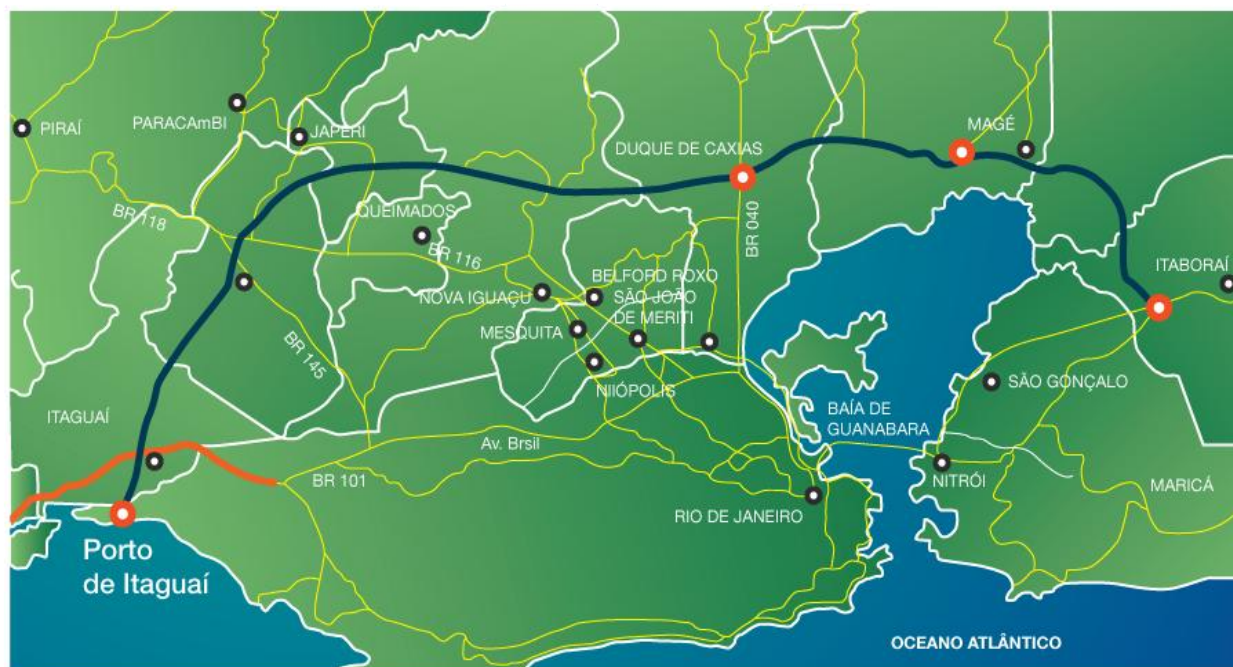 MAGÉ
PARACAmBI
PIRAÍ
JAPERI
DUQUE DE CAXIAS
BR 118
QUEIMADOS
BR 040
BR 116
ITABORAÍ
BELFORD ROXO
NOVA IGUAÇU
SÃO JOÃO
DE MERITI
MESQUITA
BR 145
NIIÓPOLIS
SÃO GONÇALO
ITAGUAÍ
BAÍA DE
GUANABARA
Av. Brsil
BR 101
NITRÓI
MARICÁ
RIO DE JANEIRO
Porto
de Itaguaí
OCEANO ATLÂNTICO